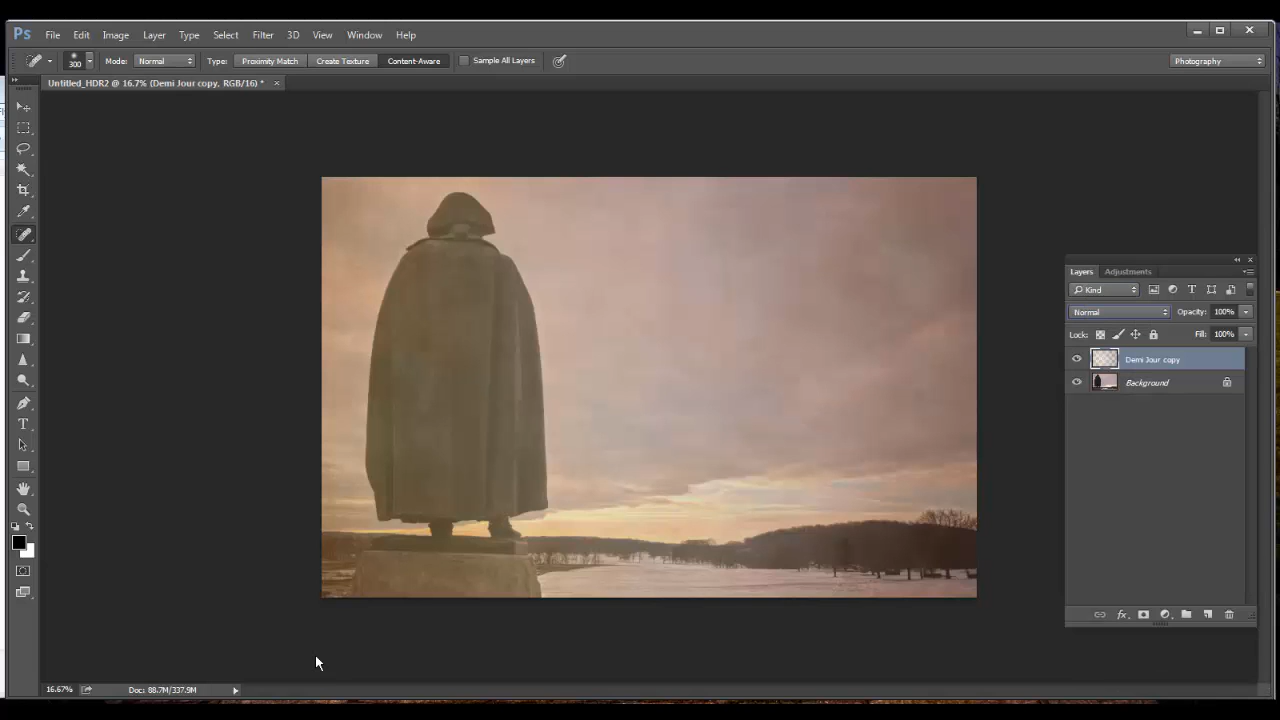 Ps File Edit Image Layer Type Select Filter 3D View Window Help
300 Mode: Normal Type: Proximity Match Create Texture Content-Aware Sample All Layers Photography
Untitled_HDR2 @ 16.7% (Demi Jour copy, RGB/16) *
Layers Adjustments
Kind T
Normal Opacity: 100%
Lock: Fill: 100%
Demi Jour copy
Background
T
fx
16.67% Doc: 88.7M/337.9M